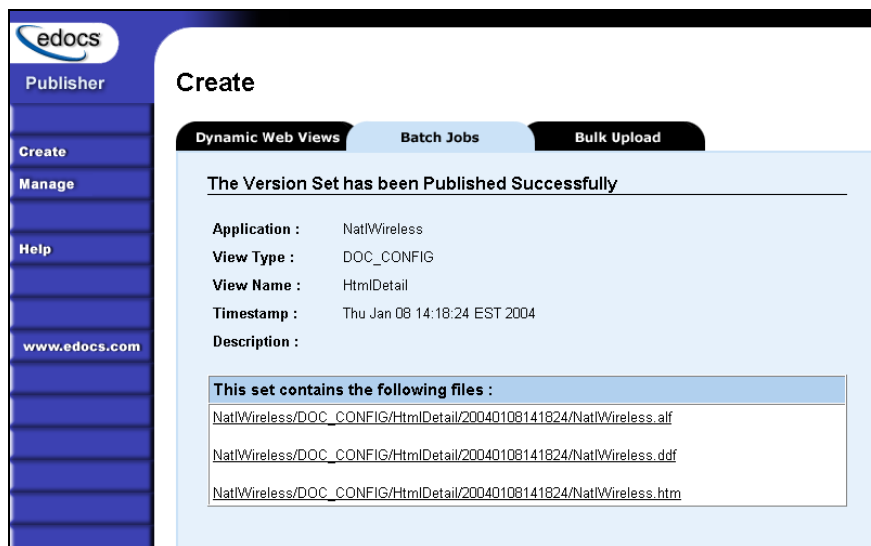 edocs
Publisher
Create
Manage
Help
www.edocs.com
Create
Dynamic Web Views
Batch Jobs
Bulk Upload
The Version Set has been Published Successfully
Application : NatlWireless
View Type : DOC_CONFIG
View Name : HtmlDetail
Timestamp : Thu Jan 08 14:18:24 EST 2004
Description :
This set contains the following files :
NatlWireless/DOC_CONFIG/HtmlDetail/20040108141824/NatlWireless.alf
NatlWireless/DOC_CONFIG/HtmlDetail/20040108141824/NatlWireless.ddf
NatlWireless/DOC_CONFIG/HtmlDetail/20040108141824/NatlWireless.htm